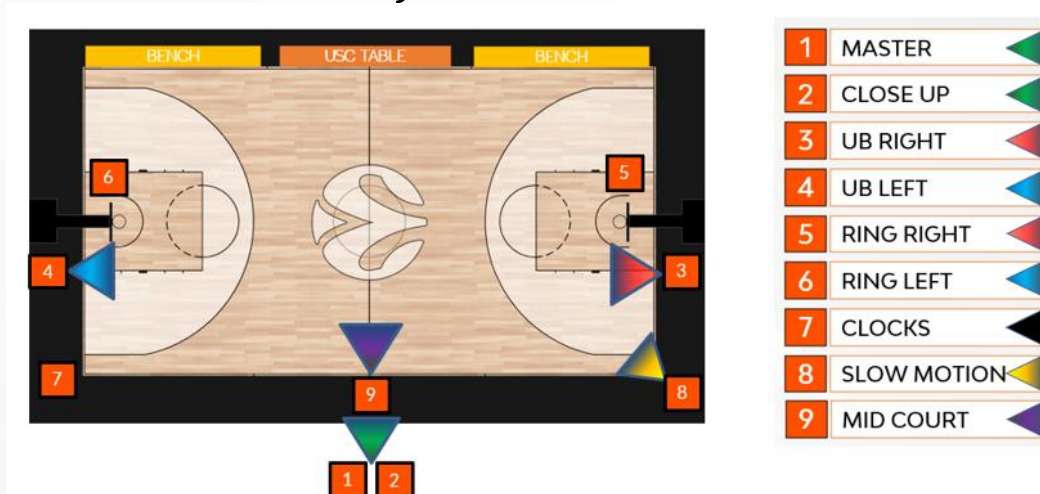 BENCH
USC TABLE
BENCH
6
5
4
3
7
9
8
1
2
1 MASTER
2 CLOSE UP
3 UB RIGHT
4 UB LEFT
5 RING RIGHT
6 RING LEFT
7 CLOCKS
8 SLOW MOTION
9 MID COURT